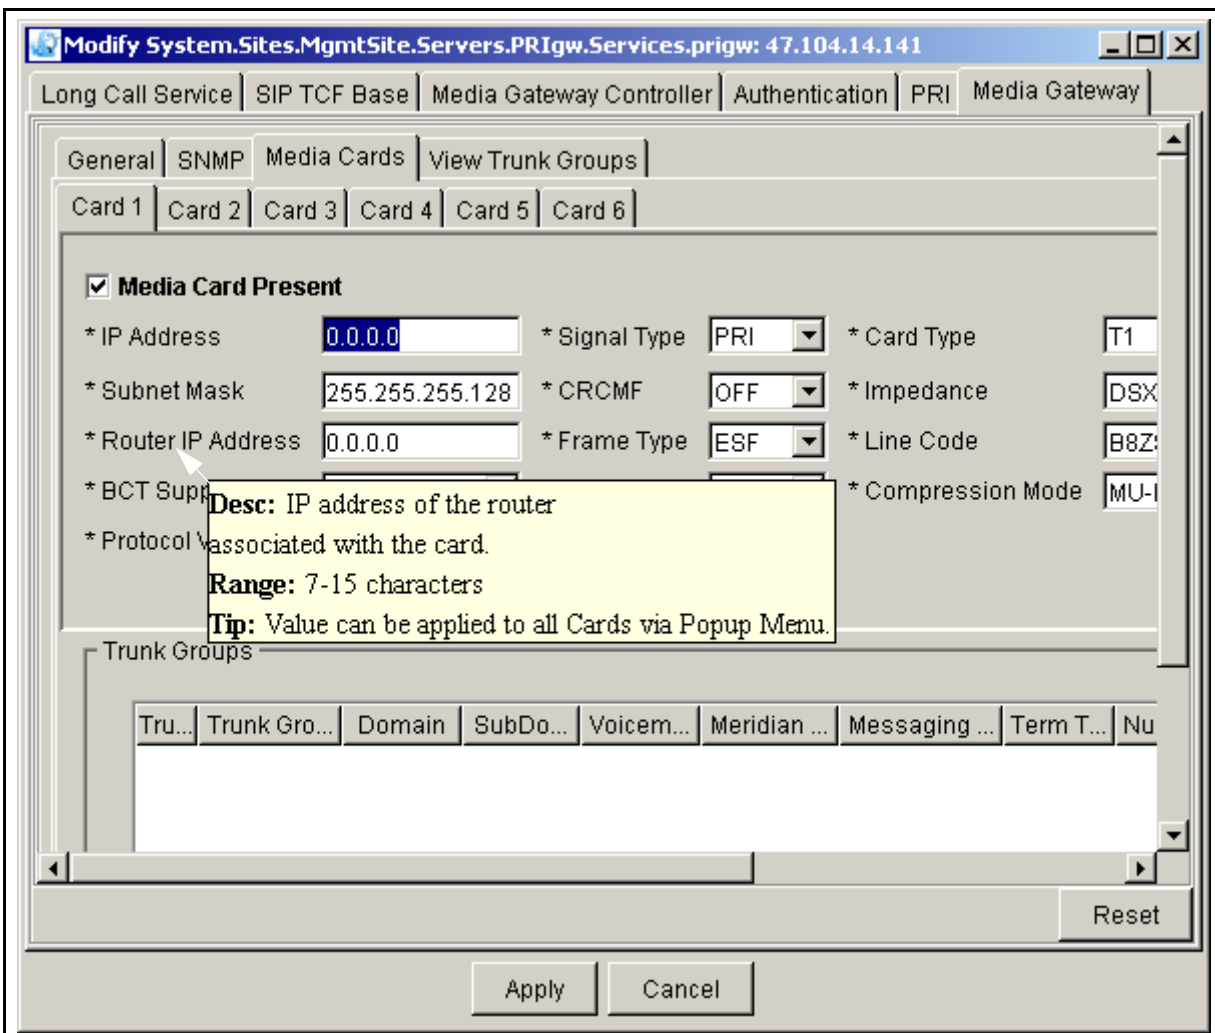 Modify System.Sites.MgmtSite.Servers.PRIgw.Services.prigw: 47.104.14.141
Long Call Service SIP TCF Base Media Gateway Controller Authentication PRI Media Gateway
General SNMP Media Cards View Trunk Groups
Card 1 Card 2 Card 3 Card 4 Card 5 Card 6
Media Card Present
* IP Address 0.0.0.0 * Signal Type PRI * Card Type T1
* Subnet Mask 255.255.255.128 * CRCMF OFF * Impedance DSX
* Router IP Address 0.0.0.0 * Frame Type ESF * Line Code B8Z
* BCT Supp * Compression Mode MU-
Desc: IP address of the router
* Protocol associated with the card.
Range: 7-15 characters
Tip: Value can be applied to all Cards via Popup Menu.
Trunk Groups
Tru... Trunk Gro... Domain SubDo... Voicem... Meridian ... Messaging ... Term T... Nu
Reset
Apply Cancel